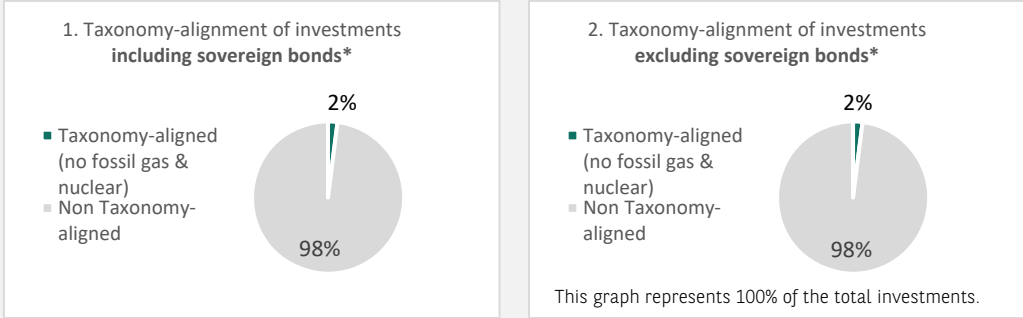 1. Taxonomy-alignment of investments
including sovereign bonds*
2%
Taxonomy-aligned
(no fossil gas &
nuclear)
Non Taxonomy-
aligned
98%
2. Taxonomy-alignment of investments
excluding sovereign bonds*
2%
Taxonomy-aligned
(no fossil gas &
nuclear)
Non Taxonomy-
aligned
98%
This graph represents 100% of the total investments.